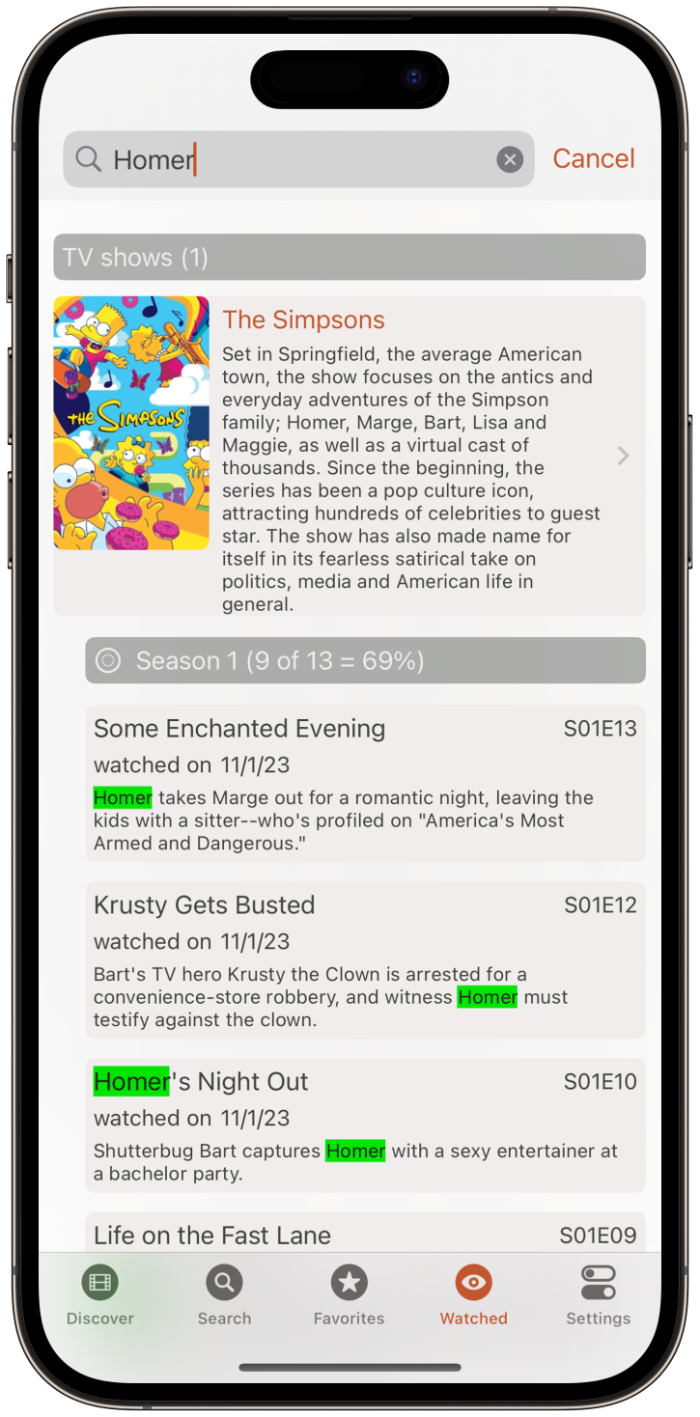 Homer
Cancel
TV shows (1)
THE SIMPSONS
The Simpsons
Set in Springfield, the average American
town, the show focuses on the antics and
everyday adventures of the Simpson
family; Homer, Marge, Bart, Lisa and
Maggie, as well as a virtual cast of
thousands. Since the beginning, the
series has been a pop culture icon,
attracting hundreds of celebrities to guest
star. The show has also made name for
itself in its fearless satirical take on
politics, media and American life in
general.
Season 1 (9 of 13 = 69%)
Some Enchanted Evening S01E13
watched on 11/1/23
Homer takes Marge out for a romantic night, leaving the
kids with a sitter--who's profiled on "America's Most
Armed and Dangerous."
Krusty Gets Busted S01E12
watched on 11/1/23
Bart's TV hero Krusty the Clown is arrested for a
convenience-store robbery, and witness Homer must
testify against the clown.
Homer's Night Out S01E10
watched on 11/1/23
Shutterbug Bart captures Homer with a sexy entertainer at
a bachelor party.
Life on the Fast Lane S01E09
Discover Search Favorites Watched Settings